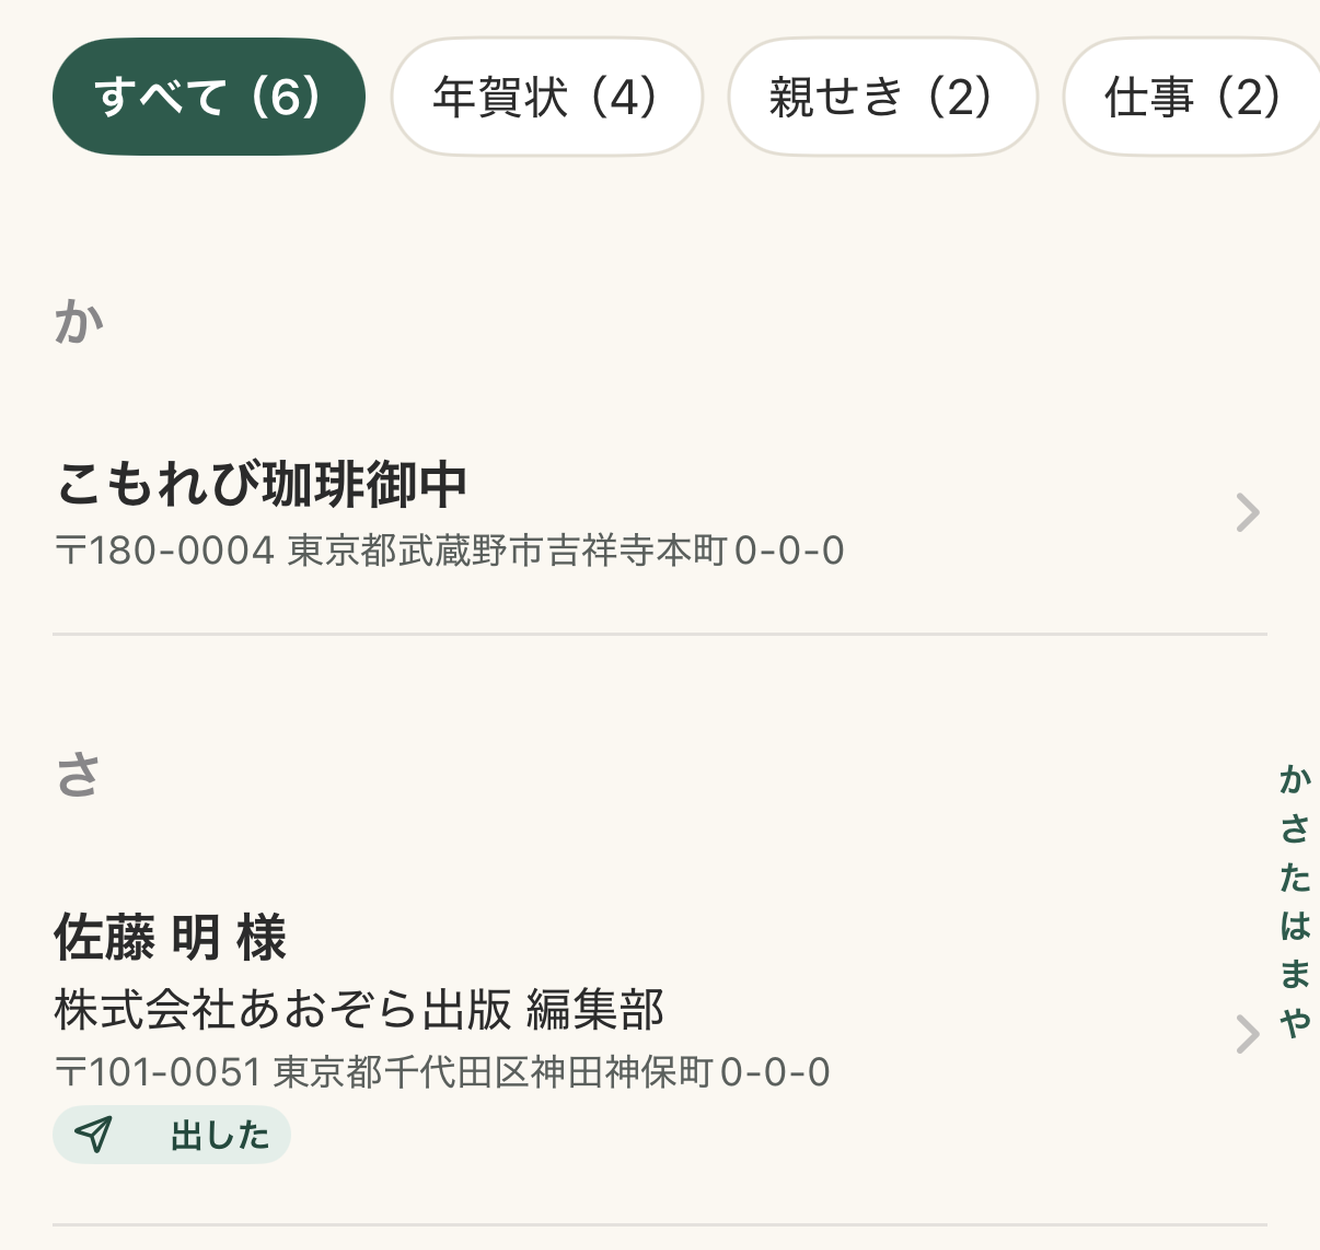 すべて（6）
年賀状（4）
親せき（2）
仕事（2）
か
こもれび珈琲御中
〒180-0004 東京都武蔵野市吉祥寺本町0-0-0
さ
佐藤 明 様
株式会社あおぞら出版 編集部
〒101-0051 東京都千代田区神田神保町0-0-0
出した
か
さ
た
は
ま
や